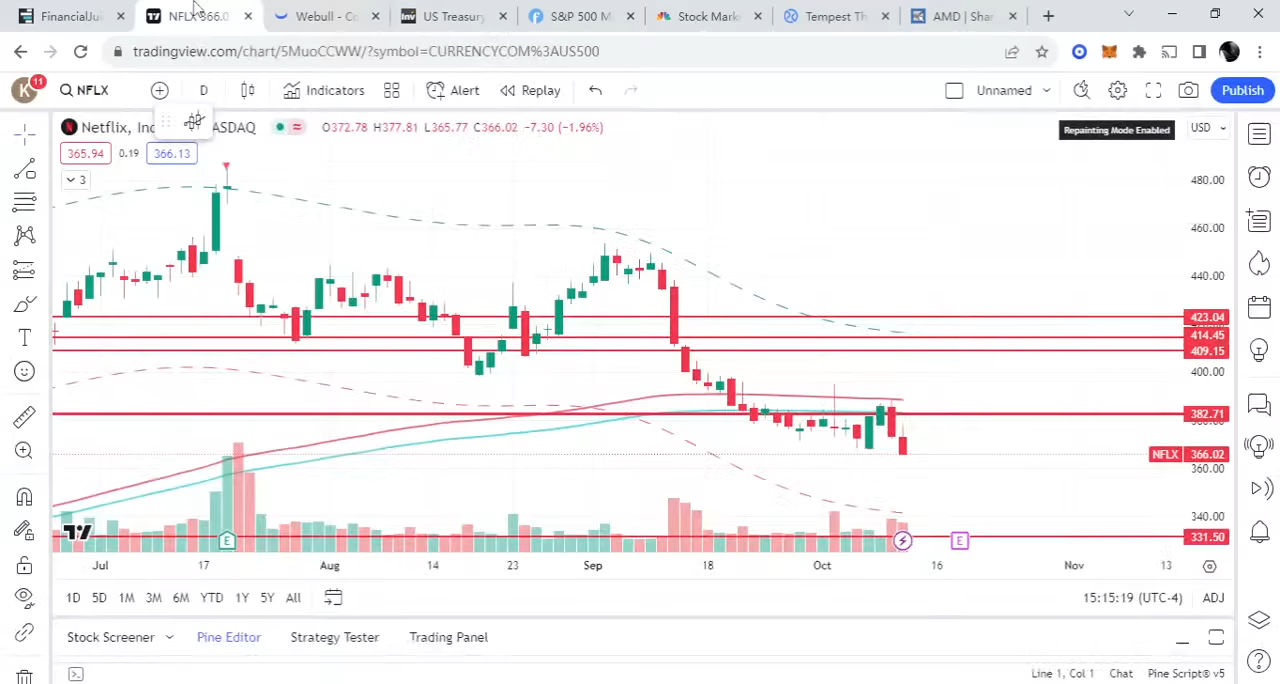 FinancialJui
NFLX 366.0
Webull - Co
US Treasury
S&P 500 M
Stock Mark
Tempest Th
AMD | Shar
tradingview.com/chart/5MuoCCWW/?symbol=CURRENCYCOM%3AUS500
K 11 NFLX D Indicators Alert Replay Unnamed Publish
Netflix, Inc ASDAQ O372.78 H377.81 L365.77 C366.02 -7.30 (-1.96%) Repainting Mode Enabled USD
365.94 0.19 366.13
3
480.00
460.00
440.00
423.04
414.45
409.15
400.00
382.71
380.00
NFLX 366.02
360.00
340.00
331.50
E E
Jul 17 Aug 14 23 Sep 18 Oct 16 Nov 13
1D 5D 1M 3M 6M YTD 1Y 5Y All 15:15:19 (UTC-4) ADJ
Stock Screener Pine Editor Strategy Tester Trading Panel
Line 1, Col 1 Chat Pine Script® v5